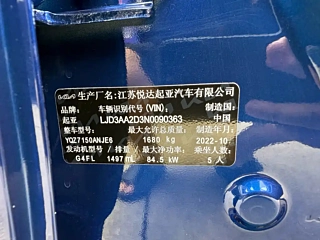 生产厂名:江苏悦达起亚汽车有限公司
品牌: 车辆识别代号(VIN): 制造国:
起亚 LJD3AA2D3N0090363 中国
整车型号: 最大允许总质量: 制造年月:
YQZ7150ANJE6 1680 kg 2022-10
发动机型号 / 排量 / 最大净功率: 乘坐人数:
G4FL 1497 mL 84.5 kW 5 人